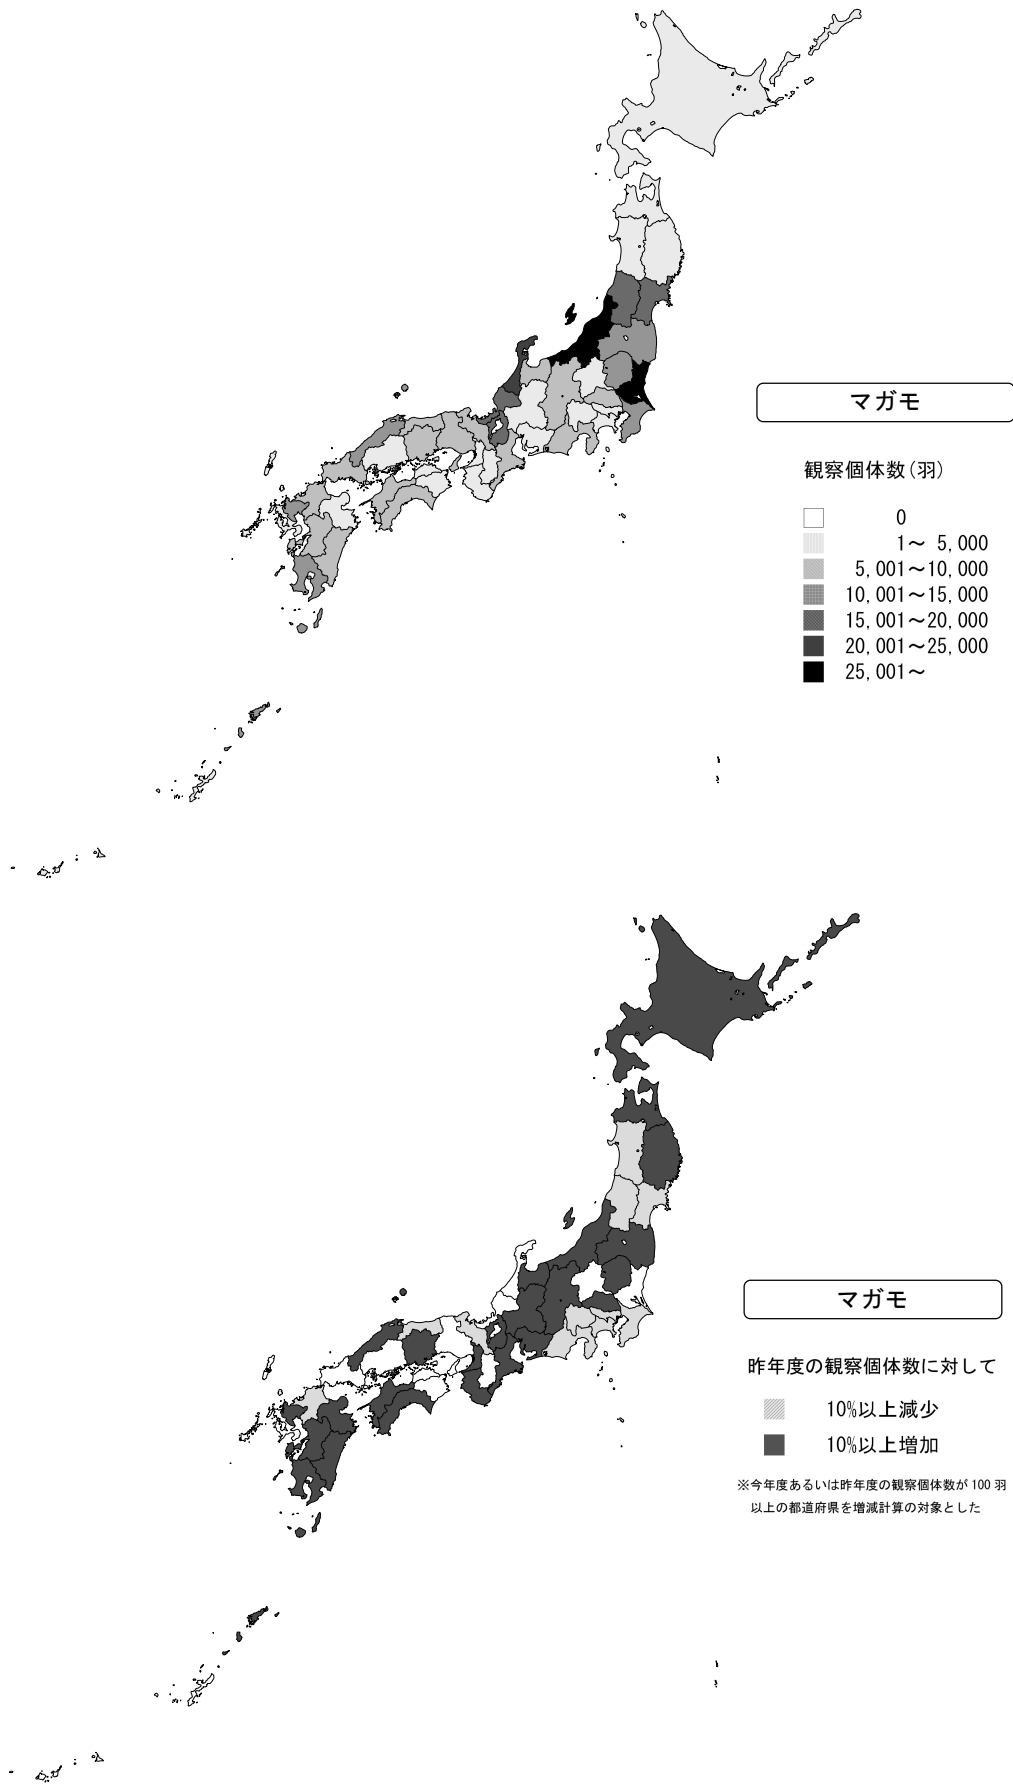 マガモ
観察個体数(羽)
0
1～ 5,000
5,001～10,000
10,001～15,000
15,001～20,000
20,001～25,000
25,001～
マガモ
昨年度の観察個体数に対して
10%以上減少
10%以上増加
※今年度あるいは昨年度の観察個体数が 100 羽
以上の都道府県を増減計算の対象とした